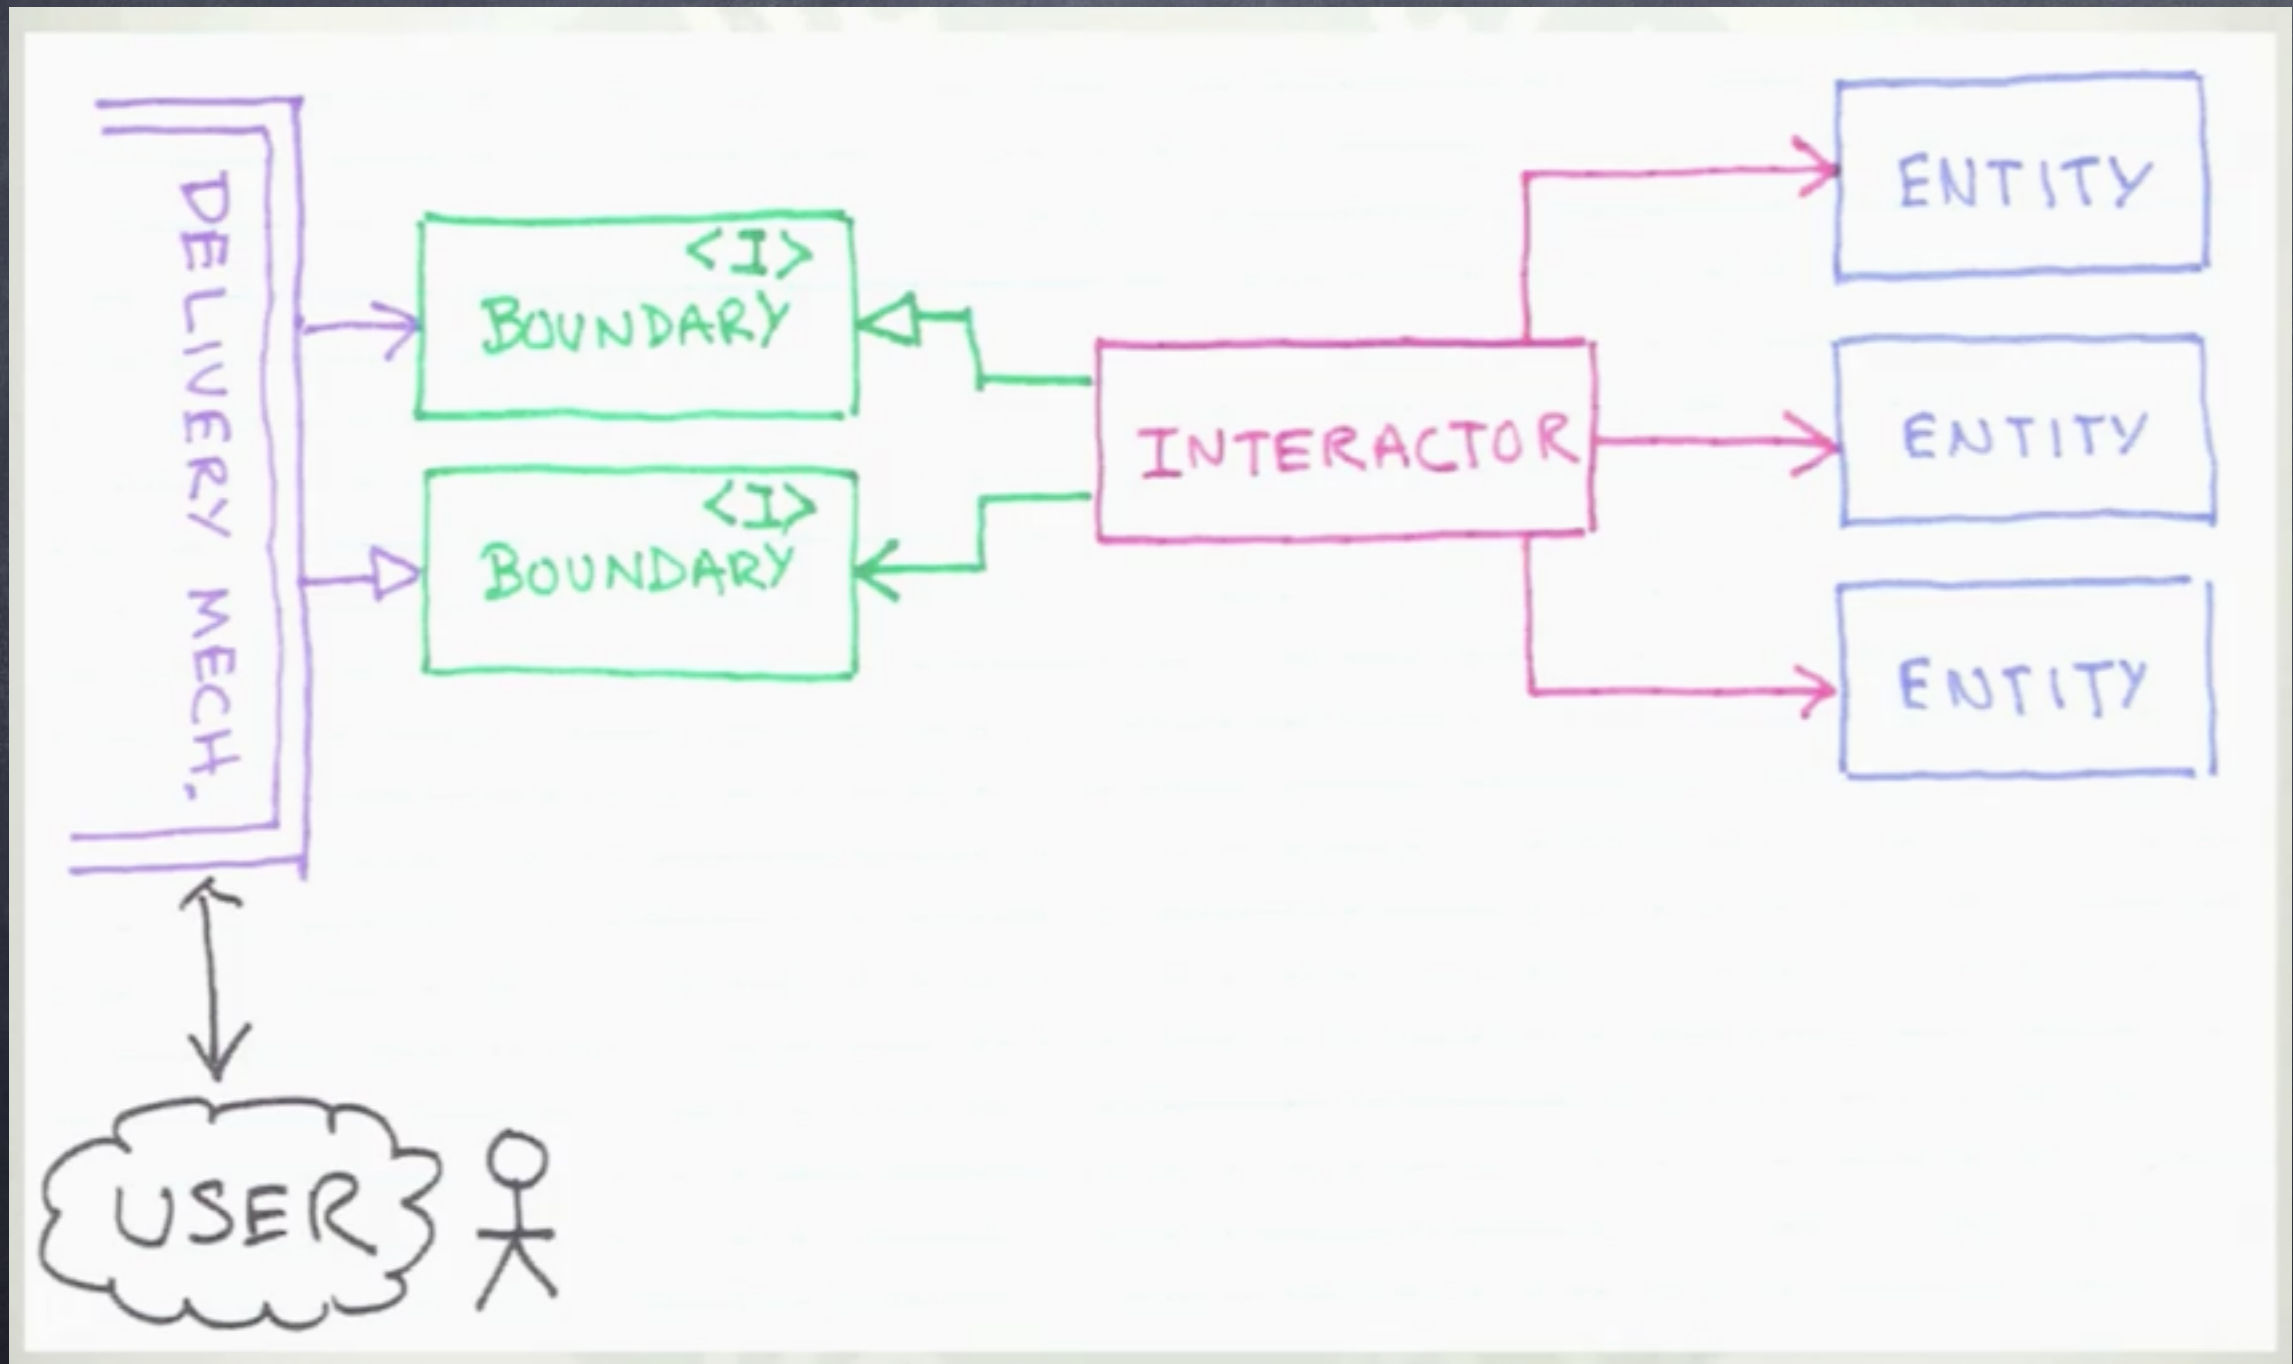 DELIVERY MECH.
<I>
BOUNDARY
<I>
BOUNDARY
INTERACTOR
ENTITY
ENTITY
ENTITY
USER